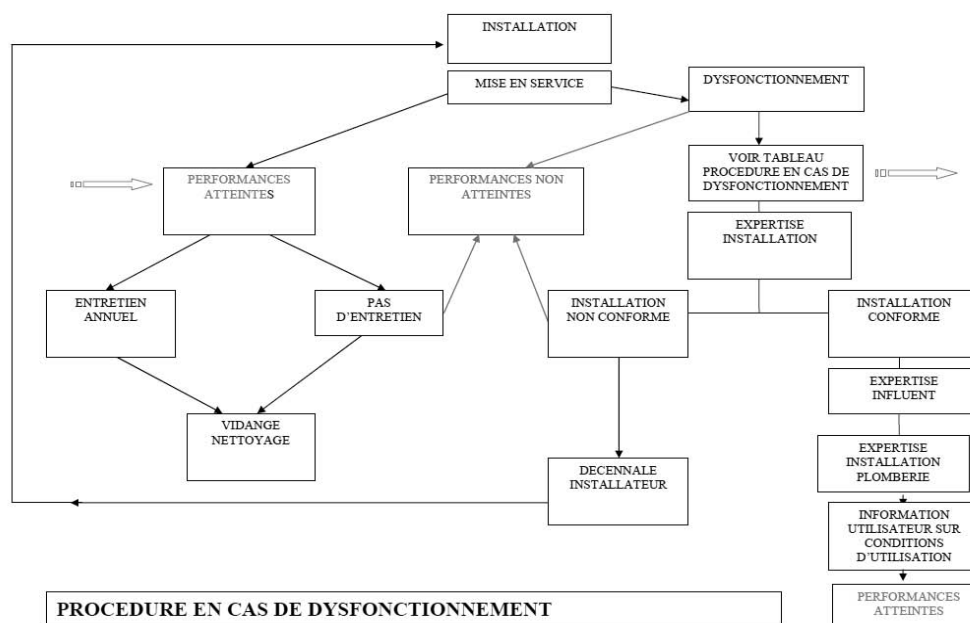 INSTALLATION
MISE EN SERVICE
DYSFONCTIONNEMENT
VOIR TABLEAU
PROCEDURE EN CAS DE
DYSFONCTIONNEMENT
PERFORMANCES
ATTEINTES
PERFORMANCES NON
ATTEINTES
EXPERTISE
INSTALLATION
ENTRETIEN
ANNUEL
PAS
D'ENTRETIEN
INSTALLATION
NON CONFORME
INSTALLATION
CONFORME
EXPERTISE
INFLUENT
VIDANGE
NETTOYAGE
EXPERTISE
INSTALLATION
PLOMBERIE
DECENNALE
INSTALLATEUR
INFORMATION
UTILISATEUR SUR
CONDITIONS
D'UTILISATION
PERFORMANCES
ATTEINTES
PROCEDURE EN CAS DE DYSFONCTIONNEMENT